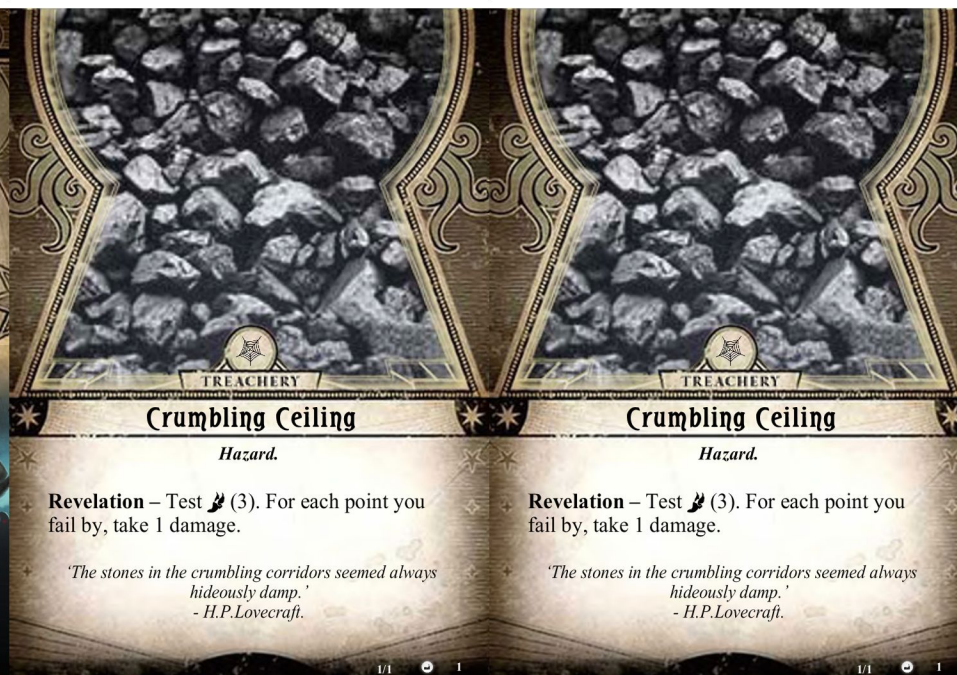 TREACHERY
Crumbling Ceiling
Hazard.
Revelation – Test (3). For each point you
fail by, take 1 damage.
‘The stones in the crumbling corridors seemed always
hideously damp.’
- H.P.Lovecraft.
1/1 1
TREACHERY
Crumbling Ceiling
Hazard.
Revelation – Test (3). For each point you
fail by, take 1 damage.
‘The stones in the crumbling corridors seemed always
hideously damp.’
- H.P.Lovecraft.
1/1 1